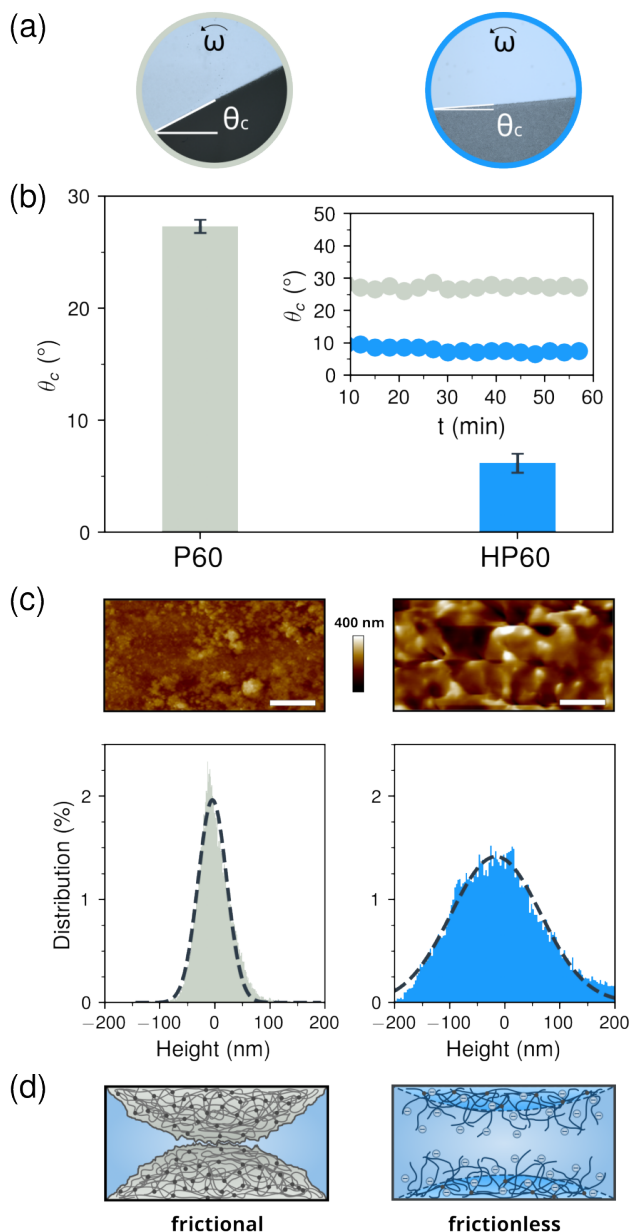 (a)
ω
ω
θc
θc
(b)
θc (°)
30
20
10
0
P60
HP60
θc (°)
50
40
30
20
10
0
10 20 30 40 50 60
t (min)
(c)
400 nm
Distribution (%)
2
1
0
−200 −100 0 100 200
Height (nm)
2
1
0
−200 −100 0 100 200
Height (nm)
(d)
frictional
frictionless